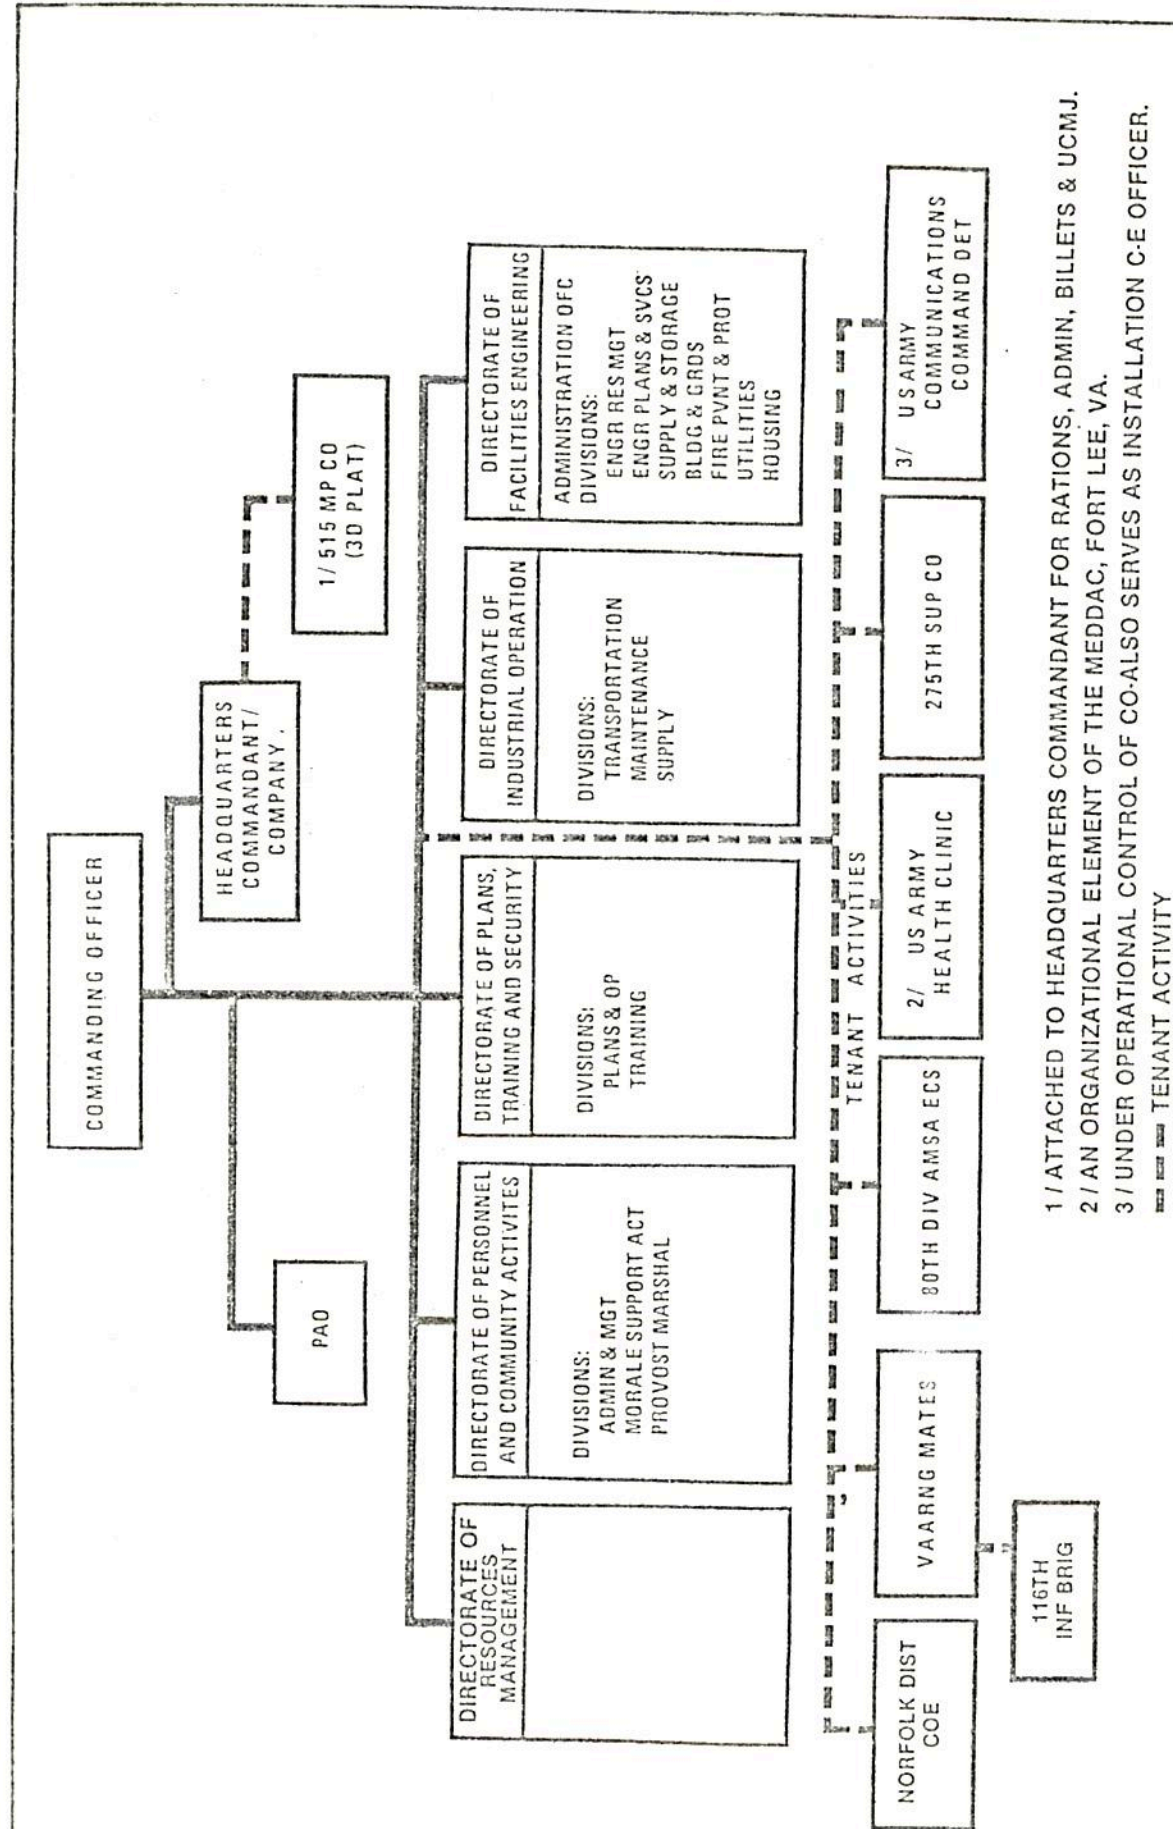 COMMANDING OFFICER
PAO
HEADQUARTERS
COMMANDANT/
COMPANY.
1/ 515 MP CO
(3D PLAT)
DIRECTORATE OF
RESOURCES
MANAGEMENT
DIRECTORATE OF PERSONNEL
AND COMMUNITY ACTIVITES
DIVISIONS:
ADMIN & MGT
MORALE SUPPORT ACT
PROVOST MARSHAL
DIRECTORATE OF PLANS,
TRAINING AND SECURITY
DIVISIONS:
PLANS & OP
TRAINING
DIRECTORATE OF
INDUSTRIAL OPERATION
DIVISIONS:
TRANSPORTATION
MAINTENANCE
SUPPLY
DIRECTORATE OF
FACILITIES ENGINEERING
ADMINISTRATION OFC
DIVISIONS:
ENGR RES MGT
ENGR PLANS & SVCS
SUPPLY & STORAGE
BLDG & GRDS
FIRE PVNT & PROT
UTILITIES
HOUSING
TENANT ACTIVITIES
NORFOLK DIST
COE
VAARNG MATES
116TH
INF BRIG
80TH DIV AMSA ECS
2/ US ARMY
HEALTH CLINIC
275TH SUP CO
3/ US ARMY
COMMUNICATIONS
COMMAND DET
1 / ATTACHED TO HEADQUARTERS COMMANDANT FOR RATIONS, ADMIN, BILLETS & UCMJ.
2 / AN ORGANIZATIONAL ELEMENT OF THE MEDDAC, FORT LEE, VA.
3 / UNDER OPERATIONAL CONTROL OF CO-ALSO SERVES AS INSTALLATION C-E OFFICER.
TENANT ACTIVITY